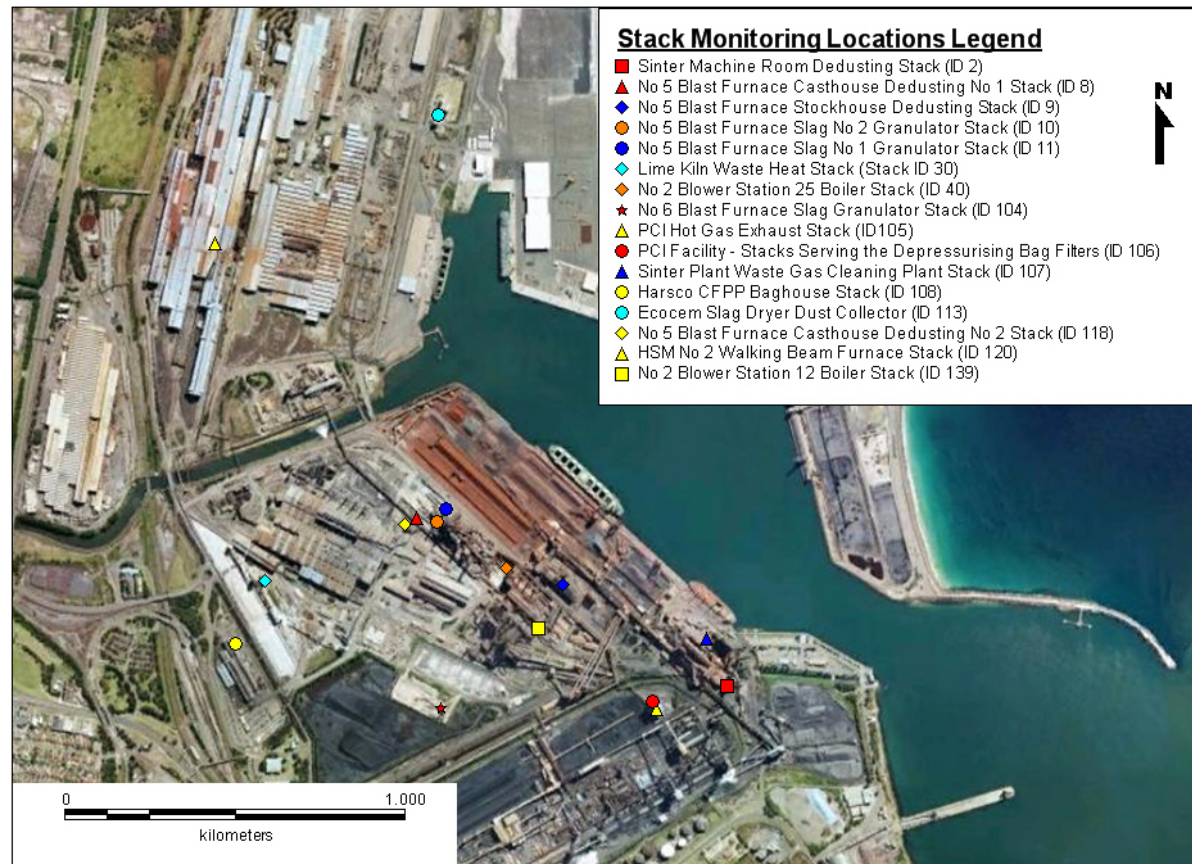 Stack Monitoring Locations Legend
Sinter Machine Room Dedusting Stack (ID 2)
No 5 Blast Furnace Casthouse Dedusting No 1 Stack (ID 8)
No 5 Blast Furnace Stockhouse Dedusting Stack (ID 9)
No 5 Blast Furnace Slag No 2 Granulator Stack (ID 10)
No 5 Blast Furnace Slag No 1 Granulator Stack (ID 11)
Lime Kiln Waste Heat Stack (Stack ID 30)
No 2 Blower Station 25 Boiler Stack (ID 40)
No 6 Blast Furnace Slag Granulator Stack (ID 104)
PCI Hot Gas Exhaust Stack (ID105)
PCI Facility - Stacks Serving the Depressurising Bag Filters (ID 106)
Sinter Plant Waste Gas Cleaning Plant Stack (ID 107)
Harsco CFPP Baghouse Stack (ID 108)
Ecocem Slag Dryer Dust Collector (ID 113)
No 5 Blast Furnace Casthouse Dedusting No 2 Stack (ID 118)
HSM No 2 Walking Beam Furnace Stack (ID 120)
No 2 Blower Station 12 Boiler Stack (ID 139)
N
0 1.000
kilometers